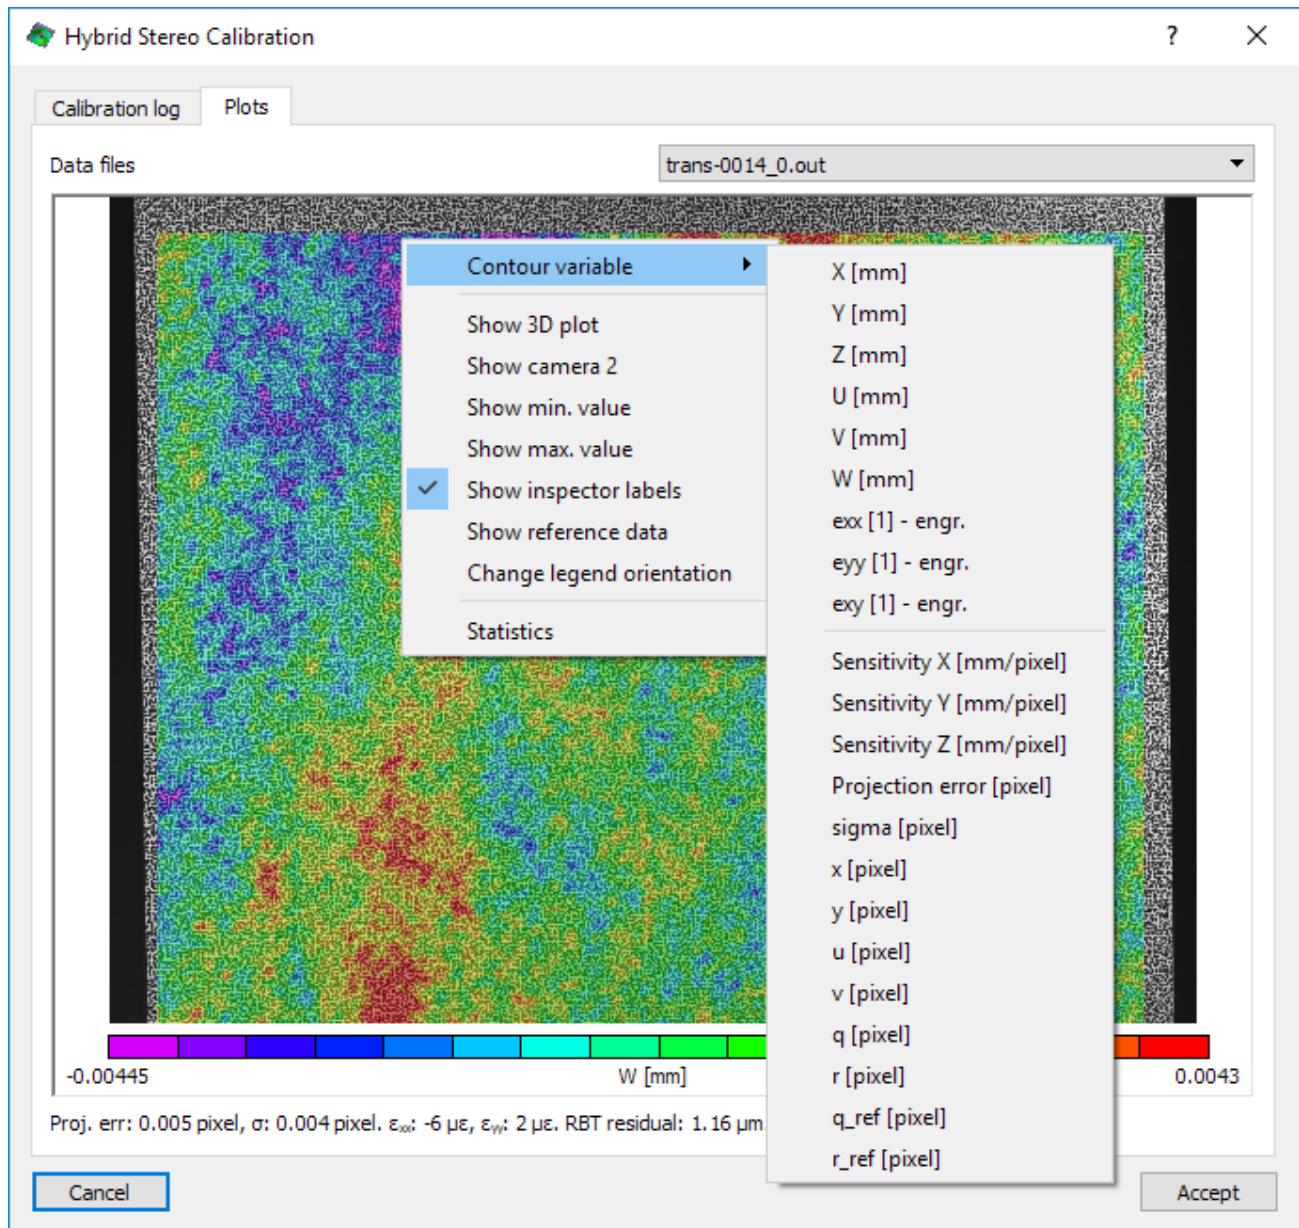 Hybrid Stereo Calibration
?
Calibration log
Plots
Data files
trans-0014_0.out
Contour variable
Show 3D plot
Show camera 2
Show min. value
Show max. value
Show inspector labels
Show reference data
Change legend orientation
Statistics
X [mm]
Y [mm]
Z [mm]
U [mm]
V [mm]
W [mm]
exx [1] - engr.
eyy [1] - engr.
exy [1] - engr.
Sensitivity X [mm/pixel]
Sensitivity Y [mm/pixel]
Sensitivity Z [mm/pixel]
Projection error [pixel]
sigma [pixel]
x [pixel]
y [pixel]
u [pixel]
v [pixel]
q [pixel]
r [pixel]
q_ref [pixel]
r_ref [pixel]
-0.00445
W [mm]
0.0043
Proj. err: 0.005 pixel, σ: 0.004 pixel. εxx: -6 με, εyy: 2 με. RBT residual: 1.16 μm.
Cancel
Accept